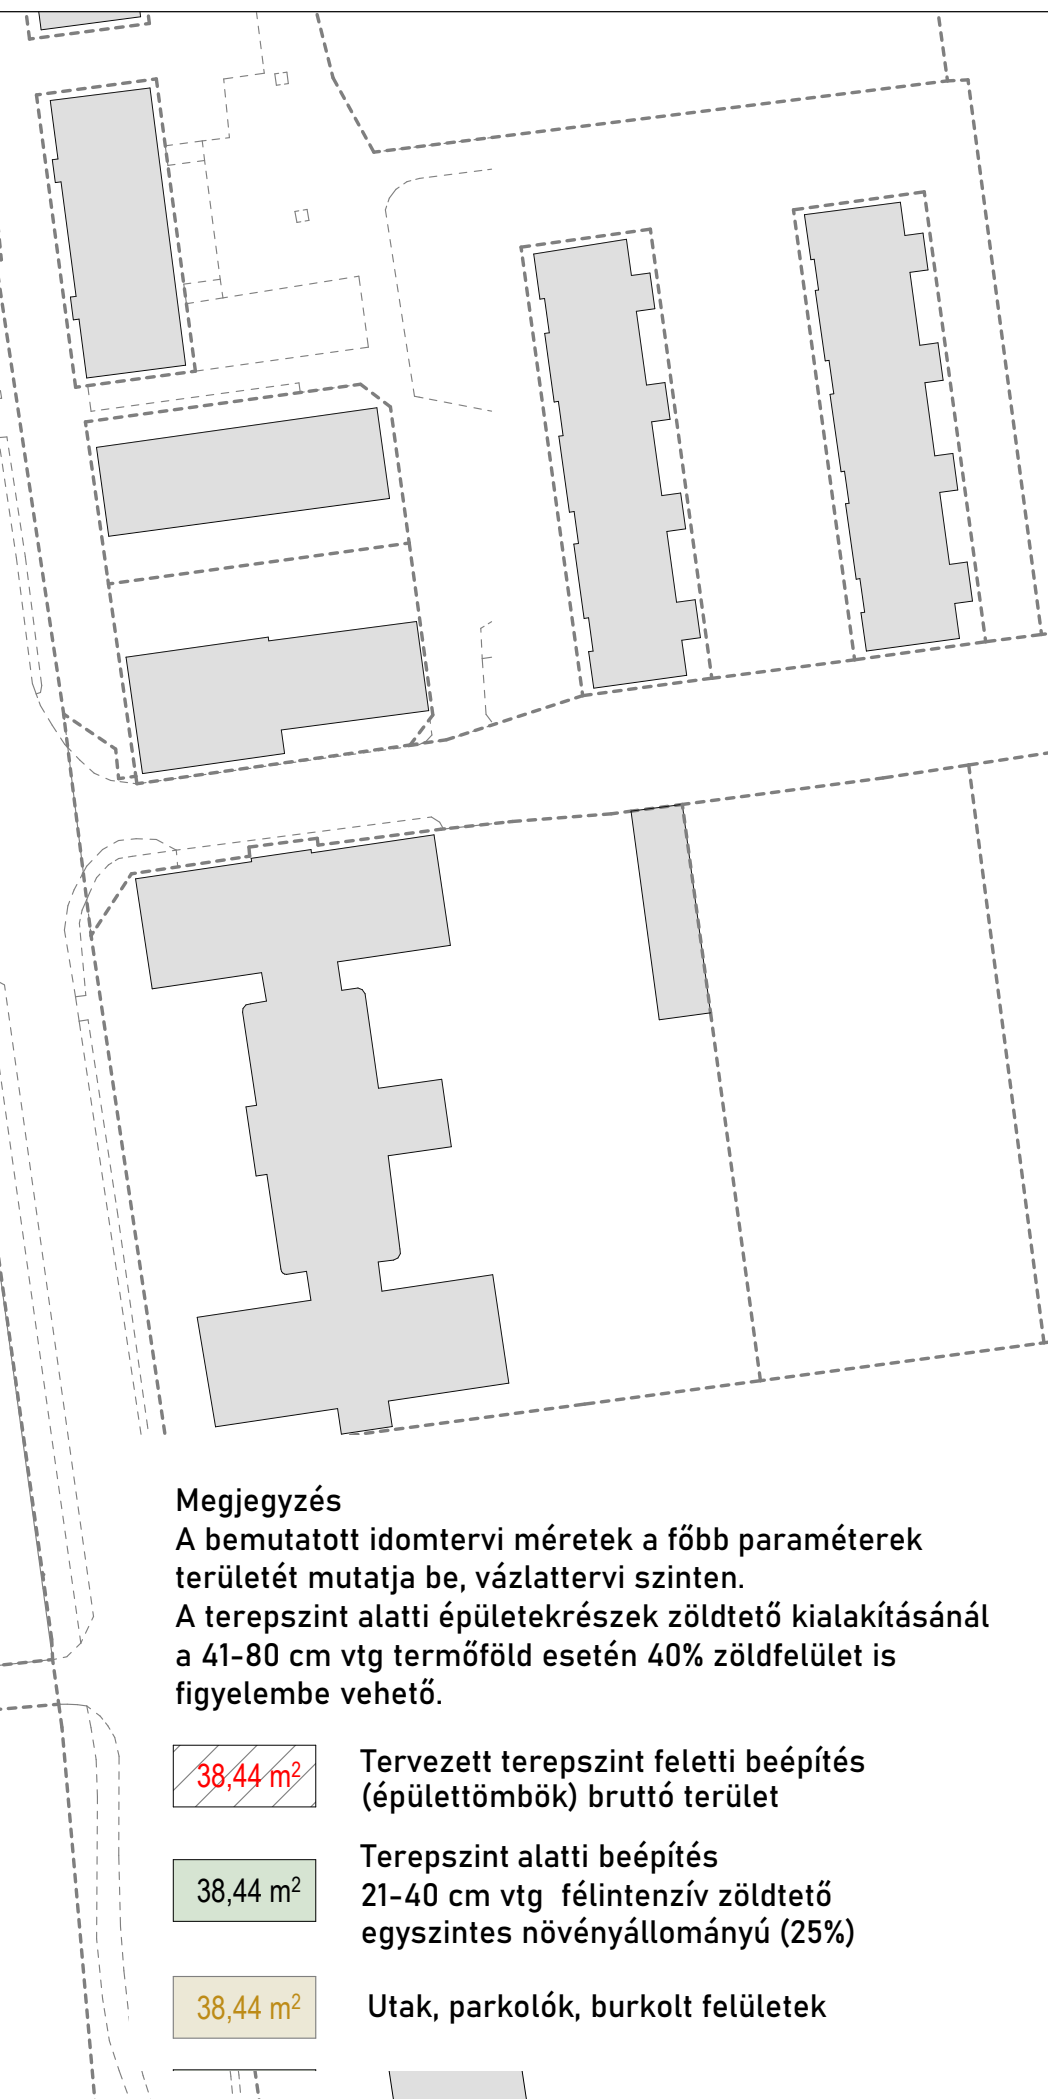 Megjegyzés
A bemutatott idomtervi méretek a főbb paraméterek
területét mutatja be, vázlattervi szinten.
A terepszint alatti épületekrészek zöldtető kialakításánál
a 41-80 cm vtg termőföld esetén 40% zöldfelület is
figyelembe vehető.
38,44 m²
Tervezett terepszint feletti beépítés
(épülettömbök) bruttó terület
Terepszint alatti beépítés
38,44 m²
21-40 cm vtg félintenzív zöldtető
egyszintes növényállományú (25%)
38,44 m²
Utak, parkolók, burkolt felületek